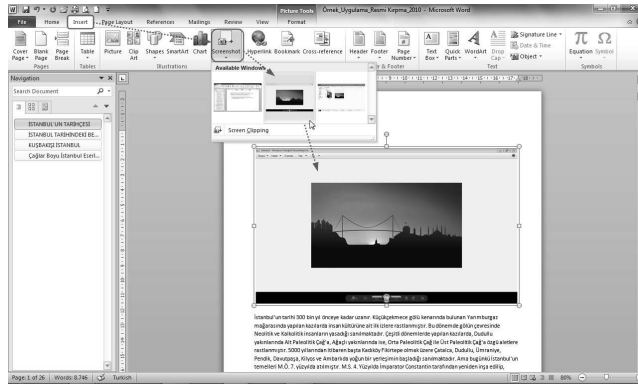 Picture Tools
Örnek_Uygulama_Resmi Kırpma_2010 - Microsoft Word
File Home Insert Page Layout References Mailings Review View Format
Cover Page Blank Page Page Break Table Picture Clip Art Shapes SmartArt Chart Screenshot Hyperlink Bookmark Cross-reference Header Footer Page Number Text Box Quick Parts WordArt Drop Cap Signature Line Date & Time Object Equation Symbol
Pages Tables Illustrations & Footer Text Symbols
Available Windows
Screen Clipping
Navigation
Search Document
İSTANBUL'UN TARİHÇESİ
İSTANBUL TARİHİNDEKİ BE...
KUŞBAKIŞI İSTANBUL
Çağlar Boyu İstanbul Eserl...
İstanbul'un tarihi 300 bin yıl önceye kadar uzanır. Küçükçekmece gölü kenarında bulunan Yarımburgaz
mağarasında yapılan kazılarda insan kültürüne ait ilk izlere rastlanmıştır. Bu dönemde gölün çevresinde
Neolitik ve Kalkolitik insanların yaşadığı sanılmaktadır. Çeşitli dönemlerde yapılan kazılarda, Dudullu
yakınlarında Alt Paleolitik Çağ'a, Ağaçlı yakınlarında ise, Orta Paleolitik Çağ ile Üst Paleolitik Çağ'a özgü aletlere
rastlanmıştır. 5000 yıllarından itibaren başta Kadıköy Fikirtepe olmak üzere Çatalca, Dudullu, Ümraniye,
Pendik, Davutpaşa, Kilyos ve Ambarlıda yoğun bir yerleşimin başladığı sanılmaktadır. Ama bugünkü İstanbul'un
temelleri M.Ö. 7. yüzyılda atılmıştır. M.S. 4. Yüzyılda İmparator Constantin tarafından yeniden inşa edilip,
Page: 1 of 26 Words: 8.746 Turkish 80%